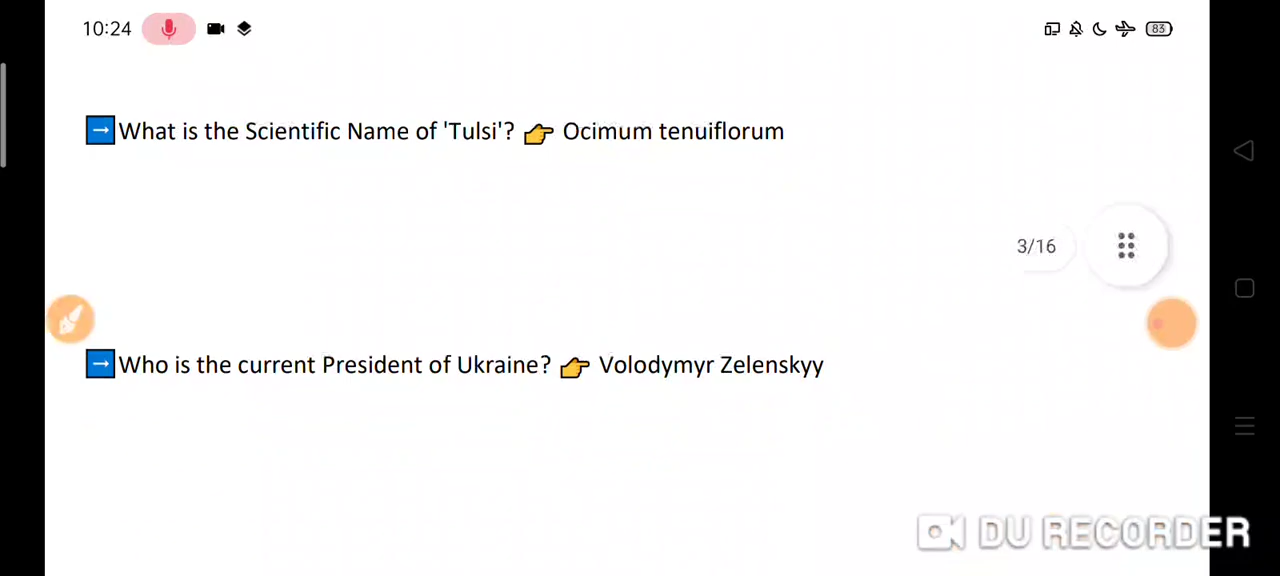 10:24
83
➡What is the Scientific Name of 'Tulsi'? 👉 Ocimum tenuiflorum
3/16
➡Who is the current President of Ukraine? 👉 Volodymyr Zelenskyy
DU RECORDER